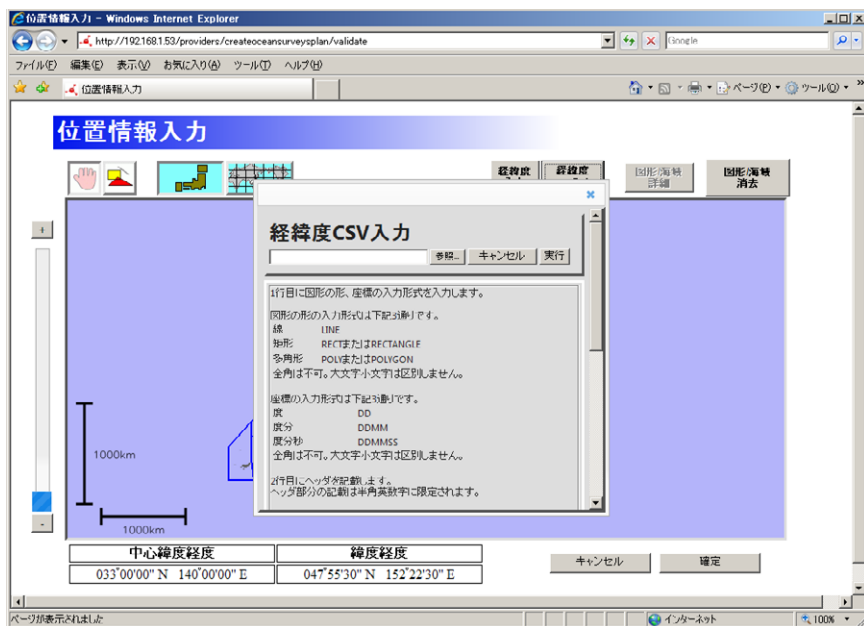 位置情報入力 - Windows Internet Explorer
http://192.168.1.53/providers/createoceansurveysplan/validate
Google
ファイル(F) 編集(E) 表示(V) お気に入り(A) ツール(T) ヘルプ(H)
位置情報入力
ページ(P) ツール(O) »
位置情報入力
経緯度
経緯度
図形/海域
詳細
図形/海域
消去
+
-
1000km
1000km
経緯度CSV入力
参照... キャンセル 実行
1行目に図形の形、座標の入力形式を入力します。
図形の形の入力形式は下記3通りです。
線 LINE
矩形 RECTまたはRECTANGLE
多角形 POLYまたはPOLYGON
全角は不可。大文字小文字は区別しません。
座標の入力形式は下記3通りです。
度 DD
度分 DDMM
度分秒 DDMMSS
全角は不可。大文字小文字は区別しません。
2行目にヘッダを記載します。
ヘッダ部分の記載は半角英数字に限定されます。
中心緯度経度 緯度経度
033°00'00" N 140°00'00" E 047°55'30" N 152°22'30" E
キャンセル 確定
ページが表示されました
インターネット 100%